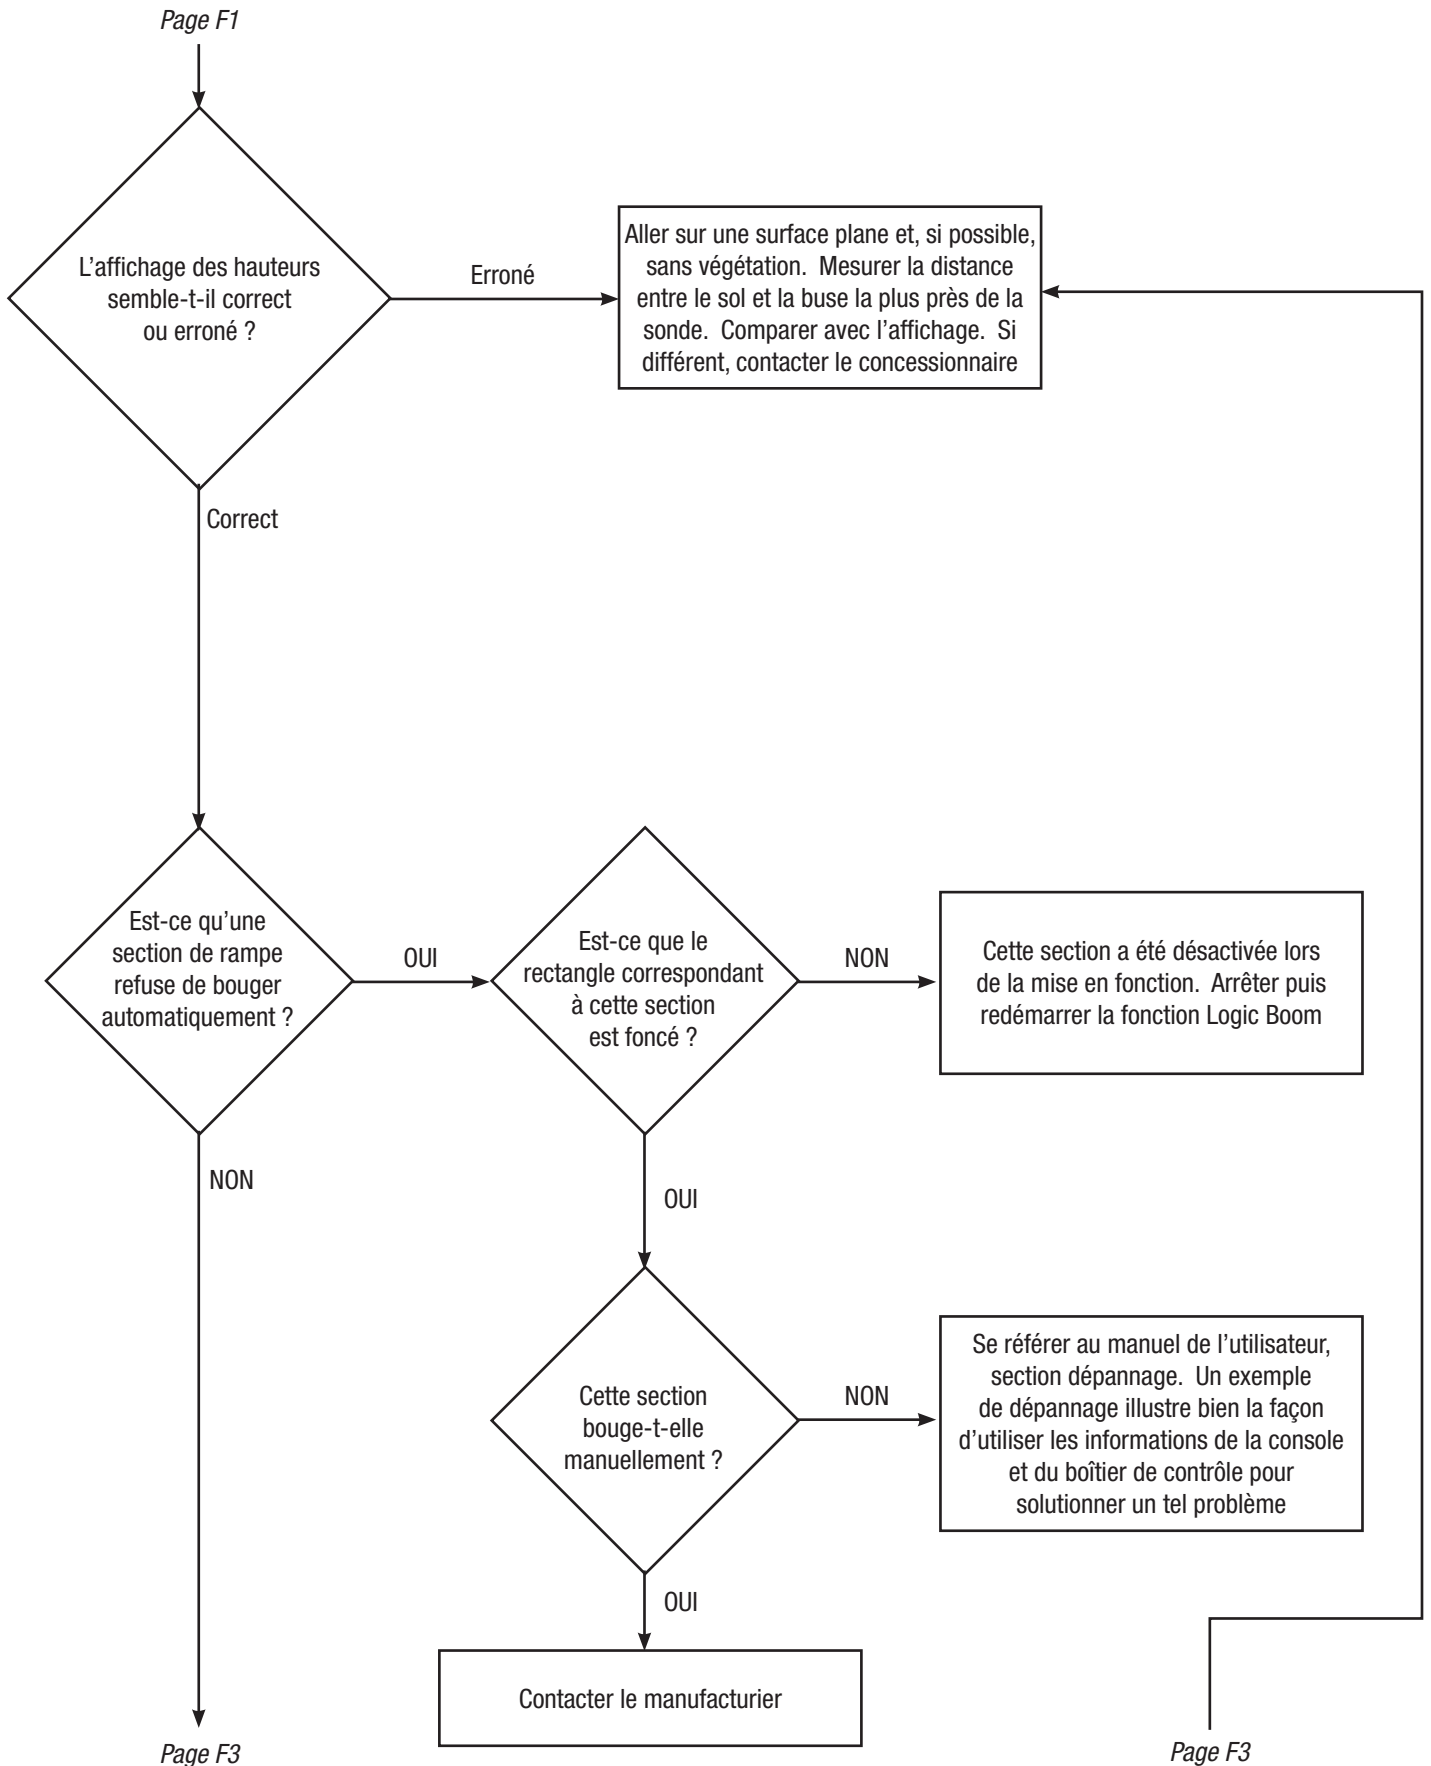 Page F1
L’affichage des hauteurs
semble-t-il correct
ou erroné ?
Erroné
Aller sur une surface plane et, si possible,
sans végétation.  Mesurer la distance
entre le sol et la buse la plus près de la
sonde.  Comparer avec l’affichage.  Si
différent, contacter le concessionnaire
Correct
Est-ce qu’une
section de rampe
refuse de bouger
automatiquement ?
OUI
Est-ce que le
rectangle correspondant
à cette section
est foncé ?
NON
Cette section a été désactivée lors
de la mise en fonction.  Arrêter puis
redémarrer la fonction Logic Boom
NON
OUI
Cette section
bouge-t-elle
manuellement ?
NON
Se référer au manuel de l’utilisateur,
section dépannage.  Un exemple
de dépannage illustre bien la façon
d’utiliser les informations de la console
et du boîtier de contrôle pour
solutionner un tel problème
OUI
Contacter le manufacturier
Page F3
Page F3